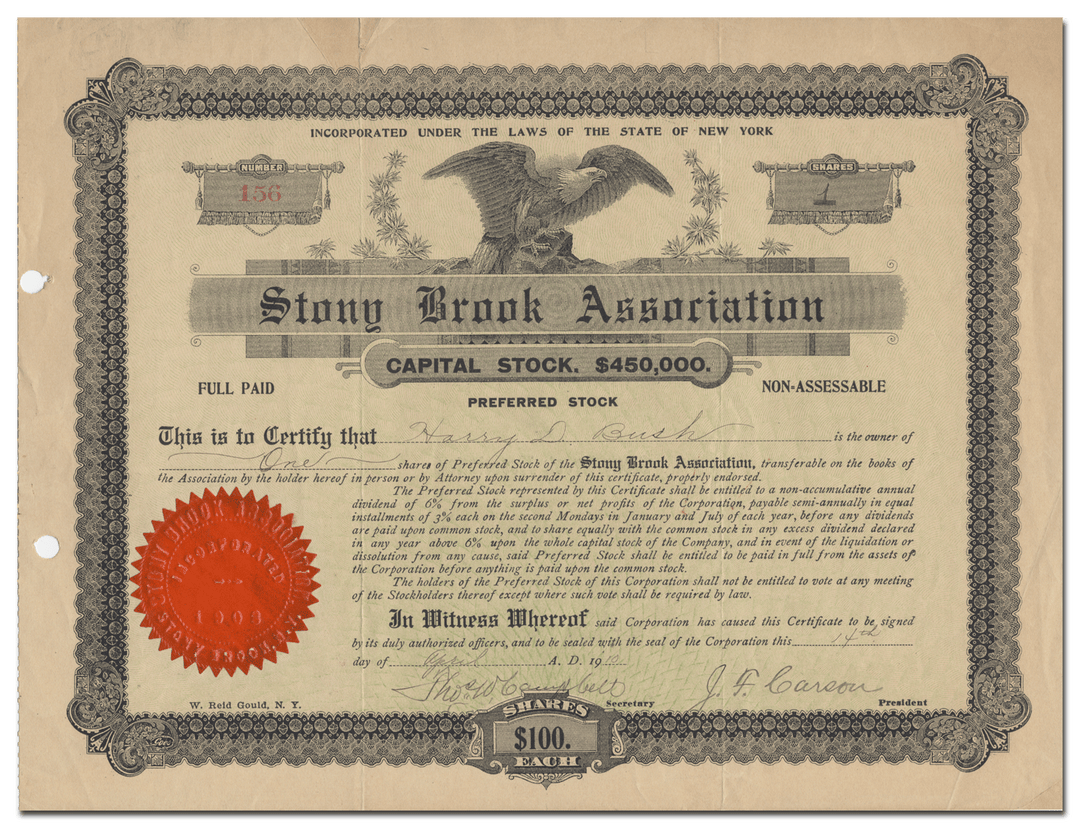 INCORPORATED UNDER THE LAWS OF THE STATE OF NEW YORK
NUMBER
156
SHARES
1
Stony Brook Association
CAPITAL STOCK. $450,000.
FULL PAID
NON-ASSESSABLE
PREFERRED STOCK
This is to Certify that Harry D. Bush is the owner of
One shares of Preferred Stock of the Stony Brook Association, transferable on the books of
the Association by the holder hereof in person or by Attorney upon surrender of this certificate, properly endorsed.
The Preferred Stock represented by this Certificate shall be entitled to a non-accumulative annual
dividend of 6% from the surplus or net profits of the Corporation, payable semi-annually in equal
installments of 3% each on the second Mondays in January and July of each year, before any dividends
are paid upon common stock, and to share equally with the common stock in any excess dividend declared
in any year above 6% upon the whole capital stock of the Company, and in event of the liquidation or
dissolution from any cause, said Preferred Stock shall be entitled to be paid in full from the assets of
the Corporation before anything is paid upon the common stock.
The holders of the Preferred Stock of this Corporation shall not be entitled to vote at any meeting
of the Stockholders thereof except where such vote shall be required by law.
In Witness Whereof said Corporation has caused this Certificate to be signed
by its duly authorized officers, and to be sealed with the seal of the Corporation this 14th
day of April A. D. 19
INCORPORATED
Thos W Campbell
Secretary
J. F. Carson
President
W. Reid Gould, N. Y.
SHARES
$100.
EACH